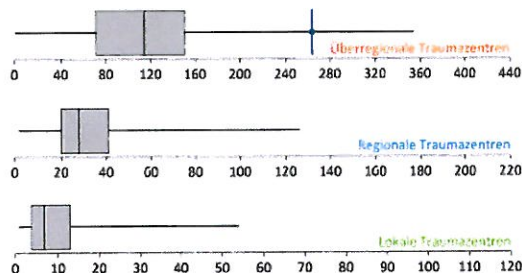 Überregionale Traumazentren
0 40 80 120 160 200 240 280 320 360 400 440
Regionale Traumazentren
0 20 40 60 80 100 120 140 160 180 200 220
Lokale Traumazentren
0 10 20 30 40 50 60 70 80 90 100 110 120